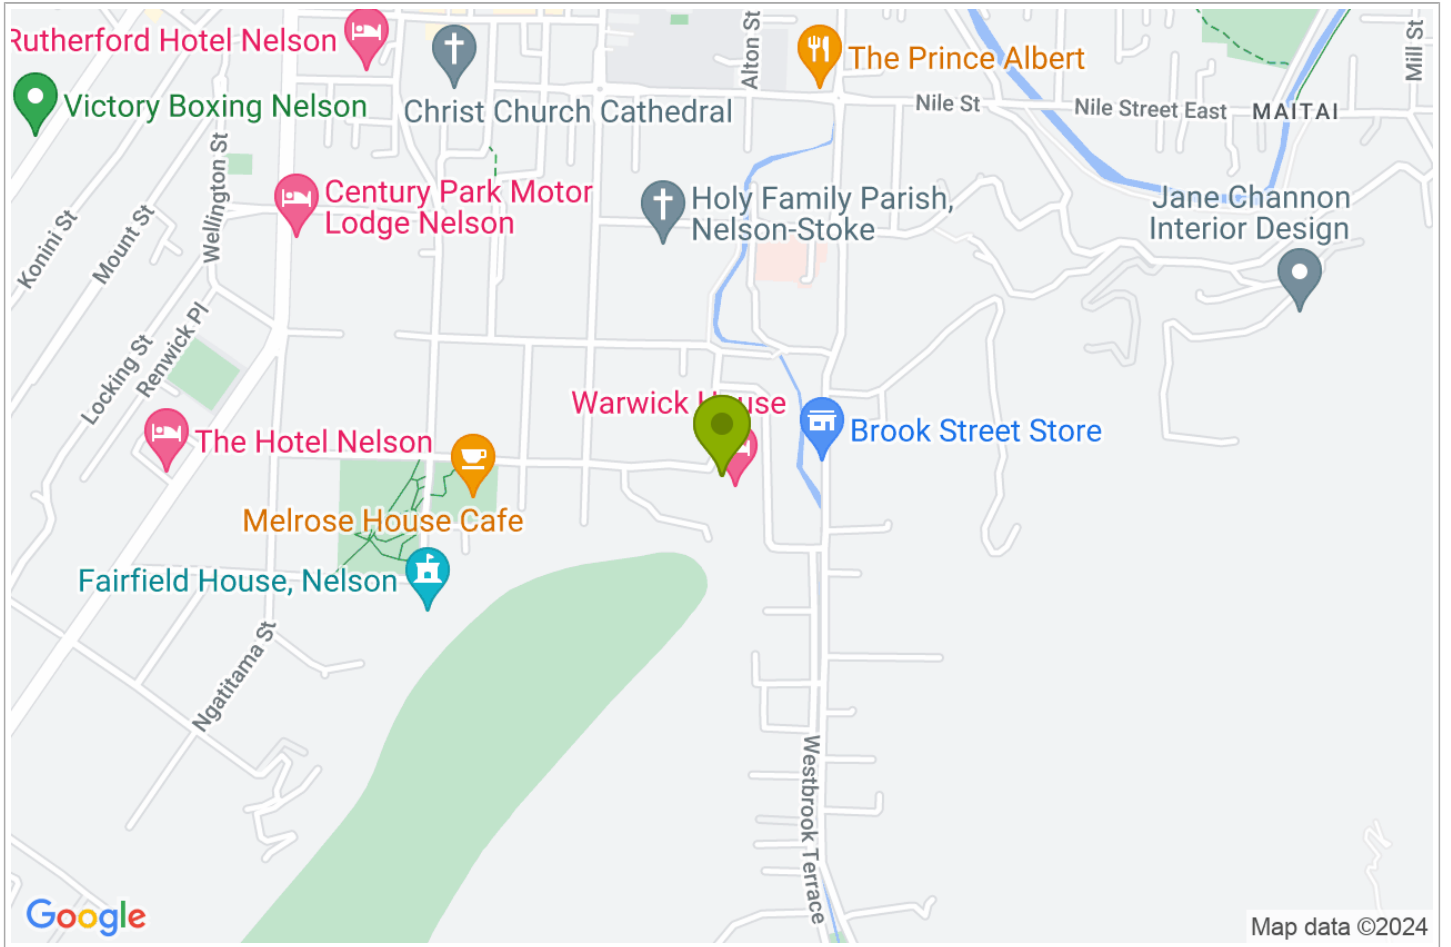 Rutherford Hotel Nelson
Alton St
Mill St
The Prince Albert
Victory Boxing Nelson
Christ Church Cathedral
Nile St
Nile Street East
MAITAI
Wellington St
Century Park Motor
Lodge Nelson
Holy Family Parish,
Nelson-Stoke
Jane Channon
Interior Design
Konini St
Mount St
Renwick Pl
Locking St
Warwick House
The Hotel Nelson
Brook Street Store
Melrose House Cafe
Fairfield House, Nelson
Ngatitama St
Westbrook Terrace
Google
Map data ©2024